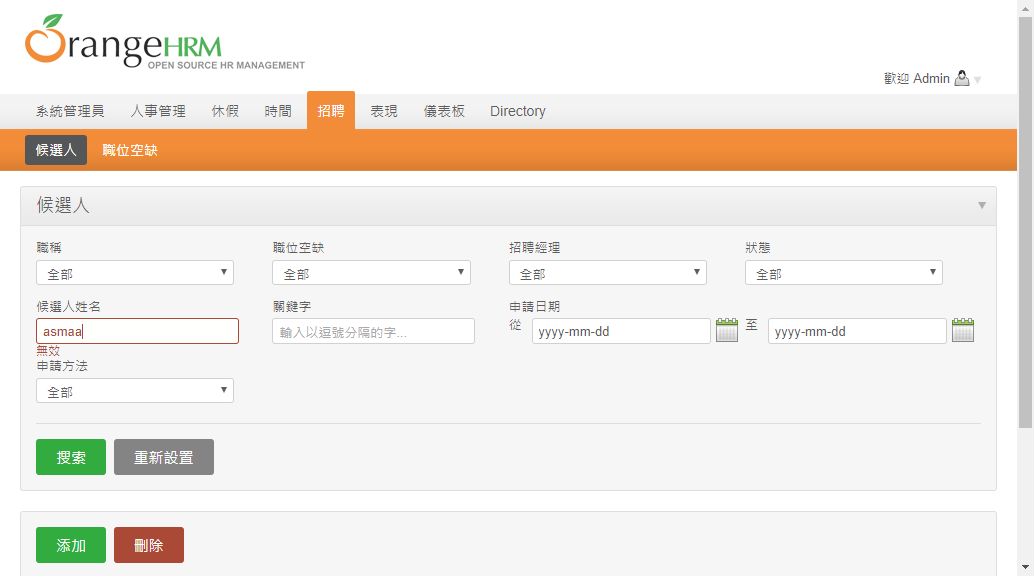 OrangeHRM
OPEN SOURCE HR MANAGEMENT
歡迎 Admin
系統管理員 人事管理 休假 時間 招聘 表現 儀表板 Directory
候選人 職位空缺
候選人
職稱 職位空缺 招聘經理 狀態
全部 全部 全部 全部
候選人姓名 關鍵字 申請日期
asmaa 輸入以逗號分隔的字... 從 yyyy-mm-dd 至 yyyy-mm-dd
無效
申請方法
全部
搜索 重新設置
添加 刪除